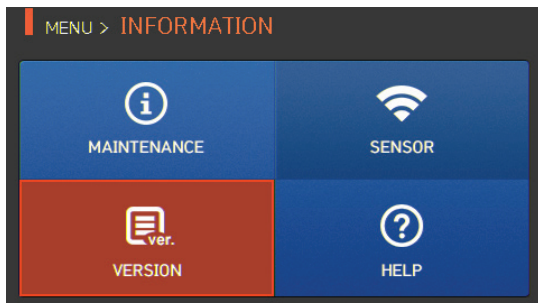 MENU > INFORMATION
i
MAINTENANCE
SENSOR
ver.
VERSION
?
HELP